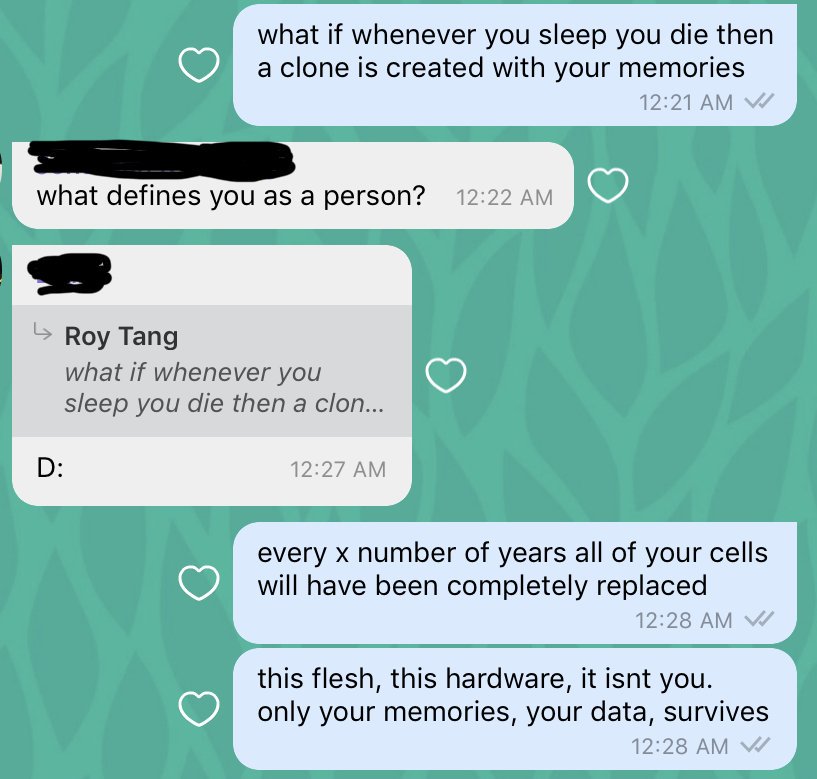 what if whenever you sleep you die then
a clone is created with your memories
12:21 AM
what defines you as a person? 12:22 AM
Roy Tang
what if whenever you
sleep you die then a clon...
D: 12:27 AM
every x number of years all of your cells
will have been completely replaced
12:28 AM
this flesh, this hardware, it isnt you.
only your memories, your data, survives
12:28 AM